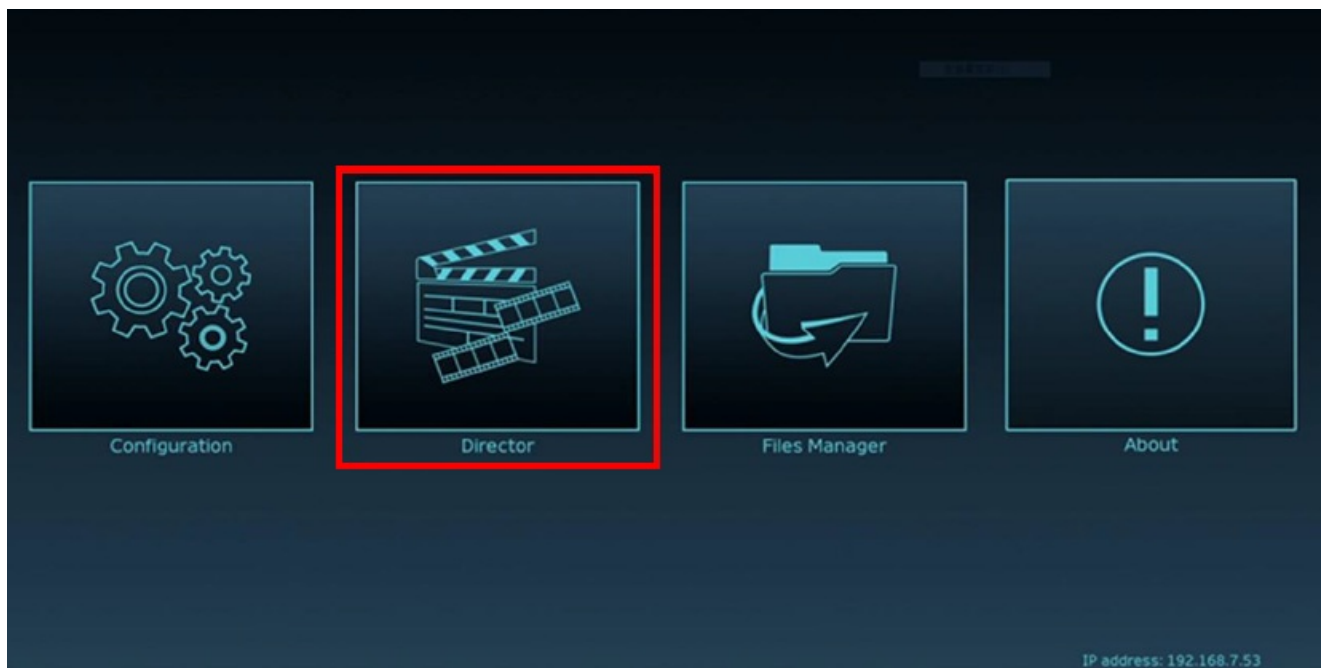 Configuration
Director
Files Manager
About
IP address: 192.168.7.53